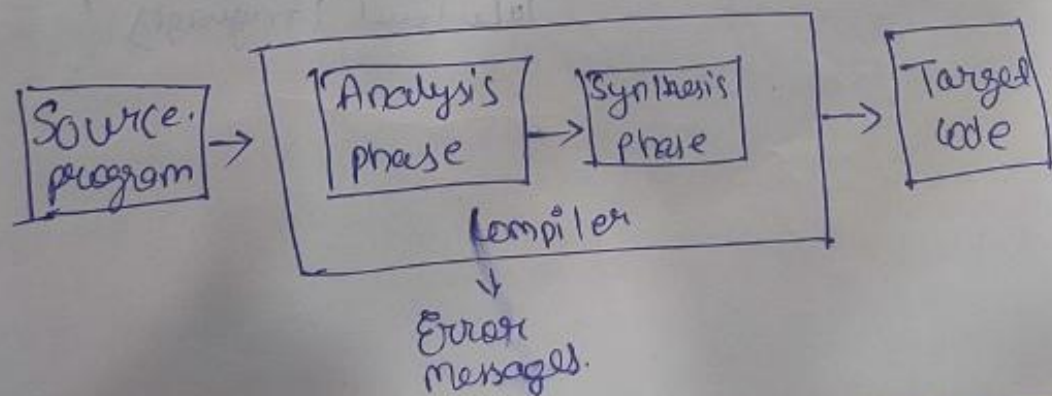 Source.
program
Analysis
phase
Synthesis
phase
Compiler
Target
code
Error
Messages.